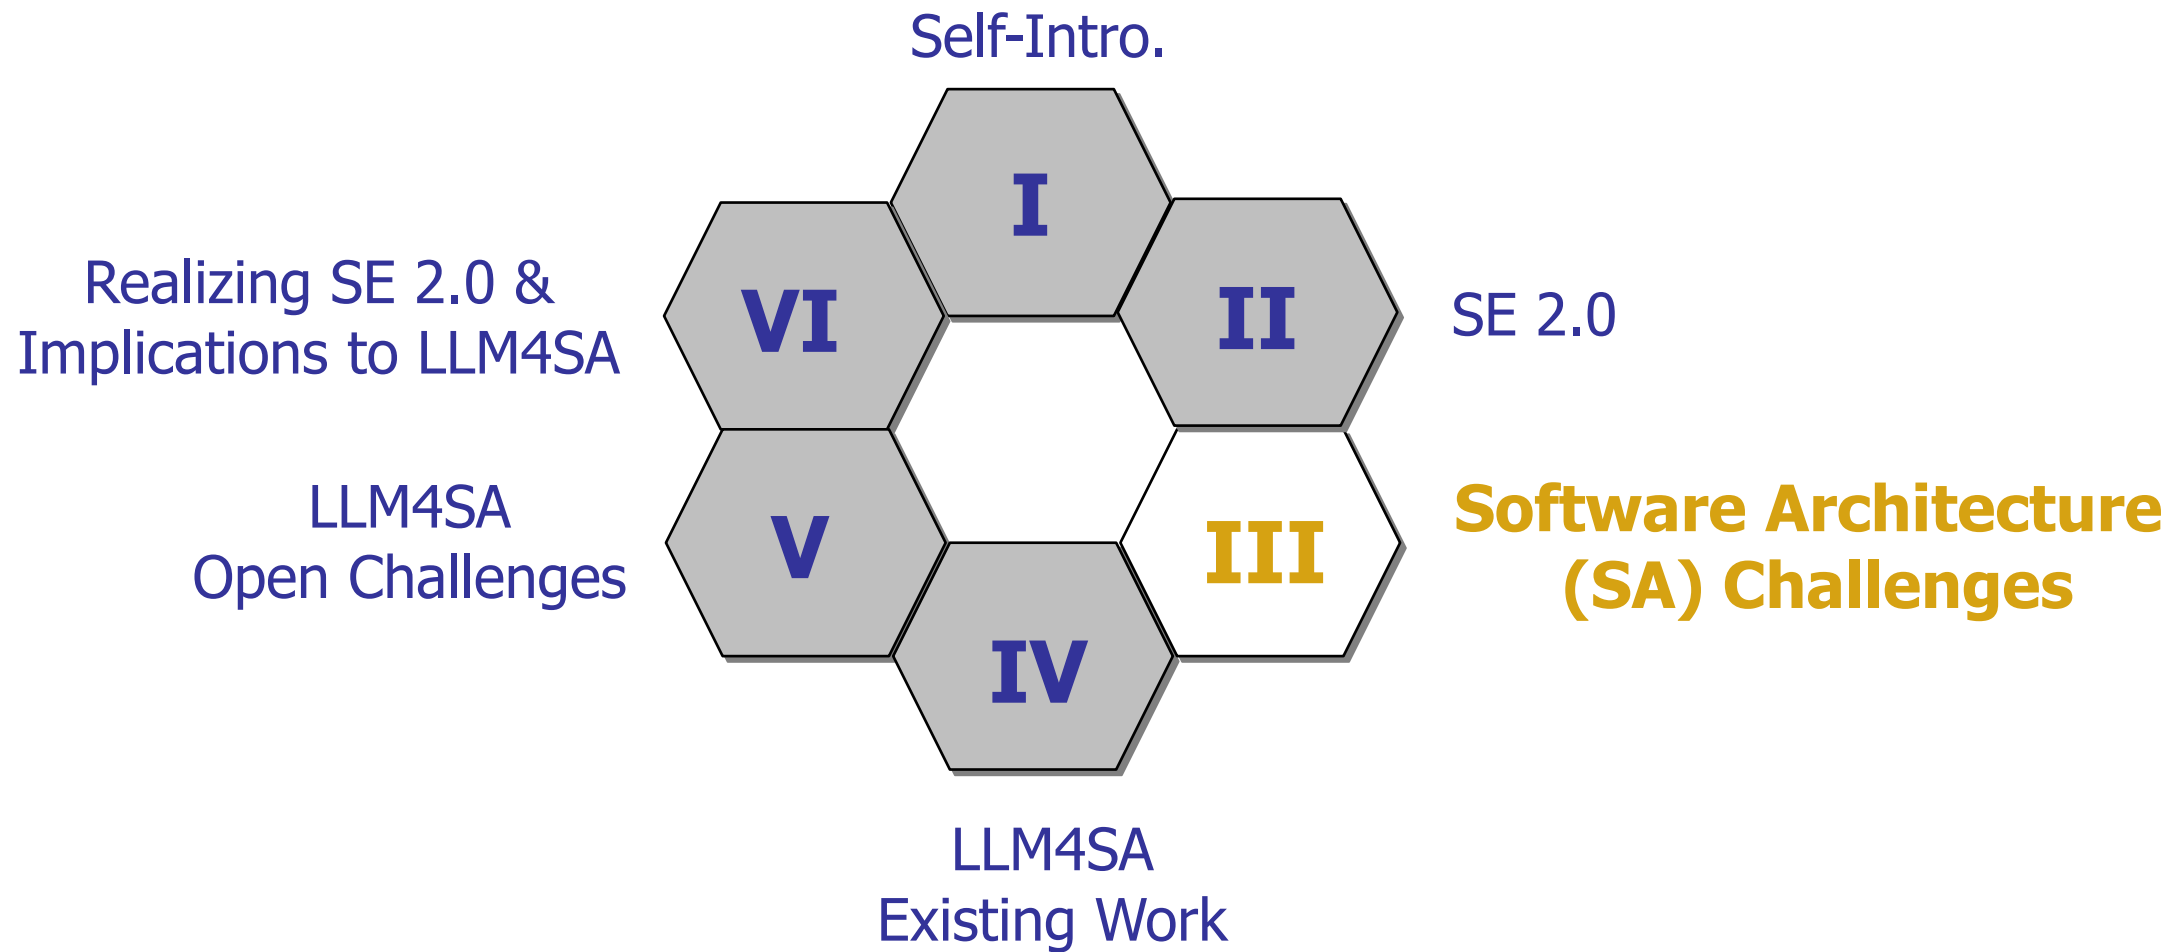 Self-Intro.
I
II
SE 2.0
III
Software Architecture
(SA) Challenges
IV
LLM4SA
Existing Work
V
LLM4SA
Open Challenges
VI
Realizing SE 2.0 &
Implications to LLM4SA